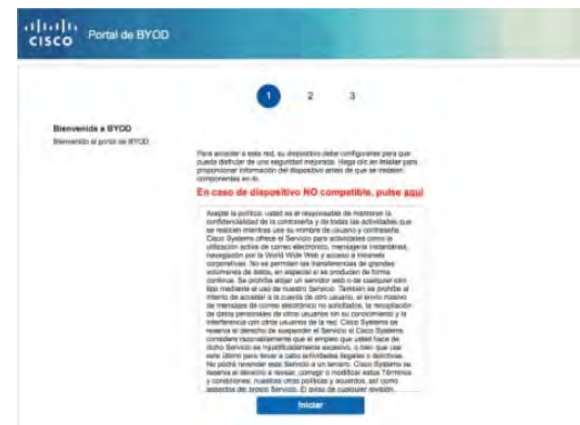 CISCO Portal de BYOD
1 2 3
Bienvenida a BYOD
Bienvenido al portal de BYOD.
Para acceder a esta red, su dispositivo debe configurarse para que
pueda disfrutar de una seguridad mejorada. Haga clic en Iniciar para
proporcionar información del dispositivo antes de que se instalen
componentes en él.
En caso de dispositivo NO compatible, pulse aquí
Aceptar la política: usted es el responsable de mantener la
confidencialidad de la contraseña y de todas las actividades que
se realicen mientras use su nombre de usuario y contraseña.
Cisco Systems ofrece el Servicio para actividades como la
utilización activa de correo electrónico, mensajería instantánea,
navegación por la World Wide Web y acceso a intranets
corporativas. No se permiten las transferencias de grandes
volúmenes de datos, en especial si se producen de forma
continua. Se prohíbe alojar un servidor web o de cualquier otro
tipo mediante el uso de nuestro Servicio. También se prohíbe el
intento de acceder a la cuenta de otro usuario, el envío masivo
de mensajes de correo electrónico no solicitados, la recopilación
de datos personales de otros usuarios sin su conocimiento y la
interferencia con otros usuarios de la red. Cisco Systems se
reserva el derecho de suspender el Servicio si Cisco Systems
considera razonablemente que el empleo que usted hace de
dicho Servicio es injustificadamente excesivo, o bien que usa
este último para llevar a cabo actividades ilegales o delictivas.
No podrá revender este Servicio a un tercero. Cisco Systems se
reserva el derecho a revisar, corregir o modificar estos Términos
y condiciones, nuestras otras políticas y acuerdos, así como
aspectos del propio Servicio. El aviso de cualquier revisión,
Iniciar